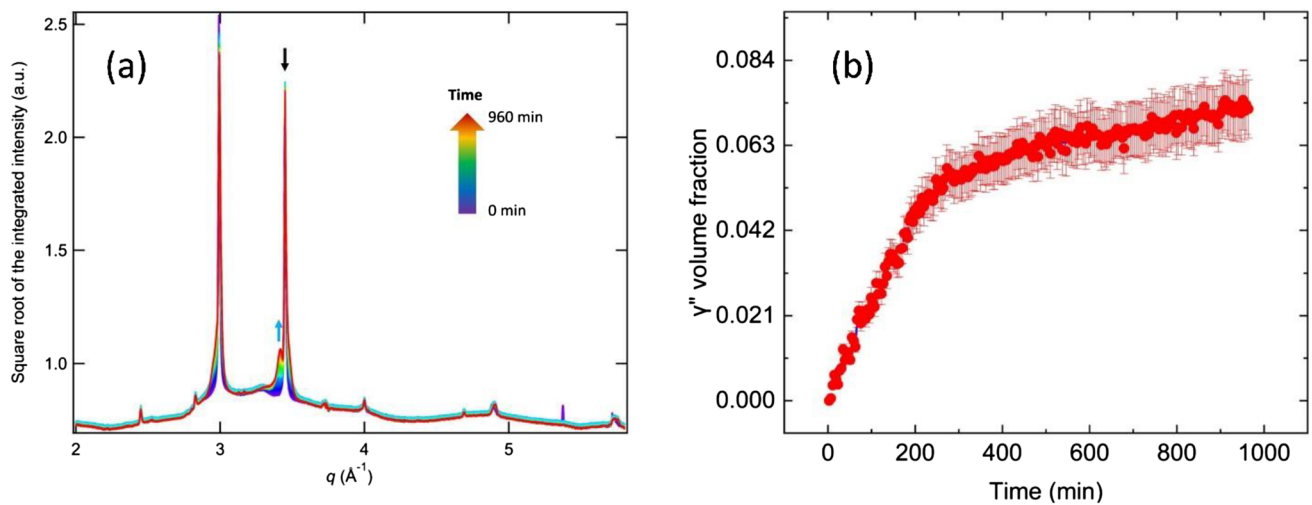 (a)
Square root of the integrated intensity (a.u.)
2.5
2.0
1.5
1.0
Time
960 min
0 min
2 3 4 5
q (Å⁻¹)
(b)
γ" volume fraction
0.084
0.063
0.042
0.021
0.000
0 200 400 600 800 1000
Time (min)